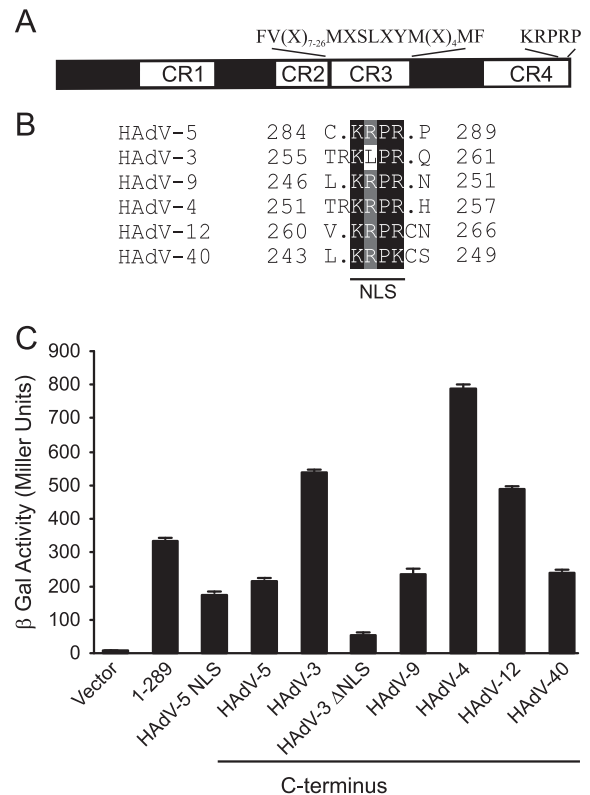 A
FV(X)7-26MXSLXYM(X)4MF KRPRP
CR1 CR2 CR3 CR4
B
HAdV-5 284 C.KRPR.P 289
HAdV-3 255 TRKLPR.Q 261
HAdV-9 246 L.KRPR.N 251
HAdV-4 251 TRKRPR.H 257
HAdV-12 260 V.KRPRCN 266
HAdV-40 243 L.KRPKCS 249
NLS
C
β Gal Activity (Miller Units)
900
800
700
600
500
400
300
200
100
0
Vector
1-289
HAdV-5 NLS
HAdV-5
HAdV-3
HAdV-3 ΔNLS
HAdV-9
HAdV-4
HAdV-12
HAdV-40
C-terminus